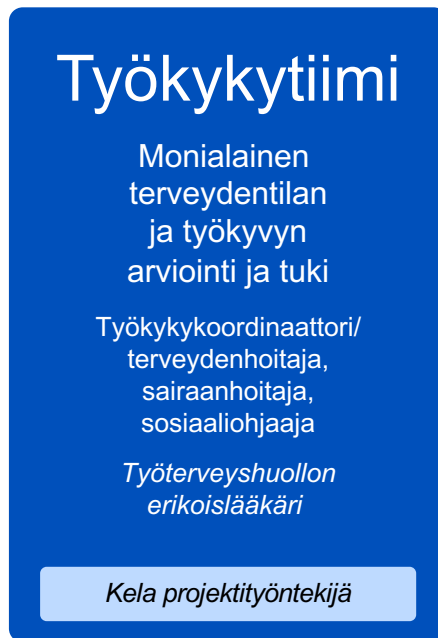 Työkykytiimi
Monialainen
terveydentilan
ja työkyvyn
arviointi ja tuki
Työkykykoordinaattori/
terveydenhoitaja,
sairaanhoitaja,
sosiaaliohjaaja
Työterveyshuollon
erikoislääkäri
Kela projektityöntekijä